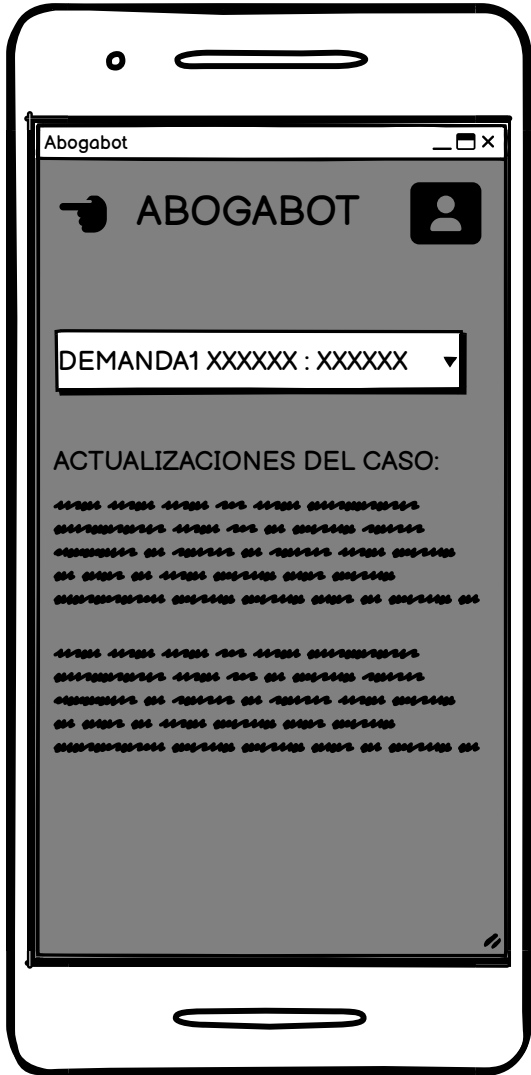 Abogabot
ABOGABOT
DEMANDA1 XXXXXX : XXXXXX
ACTUALIZACIONES DEL CASO: